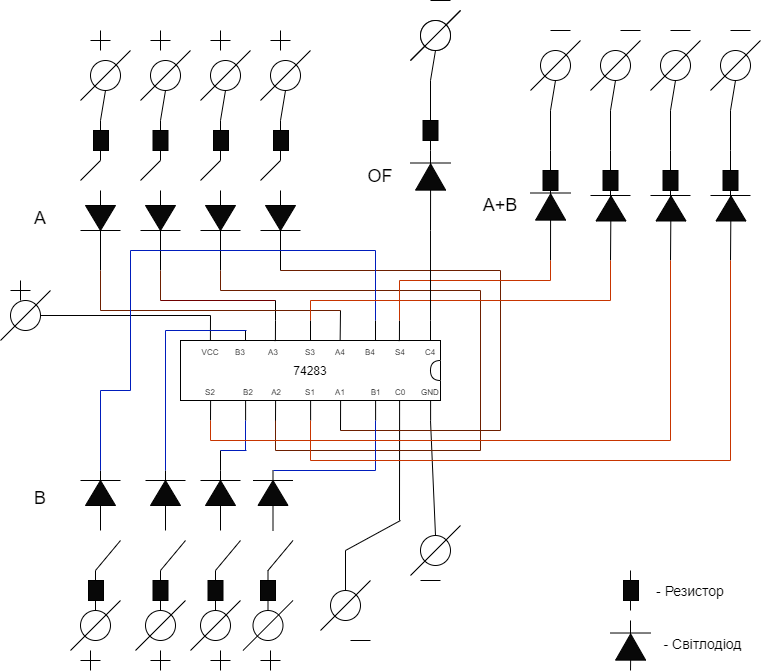 OF
A+B
A
VCC B3 A3 S3 A4 B4 S4 C4
74283
S2 B2 A2 S1 A1 B1 C0 GND
B
- Резистор
- Світлодіод